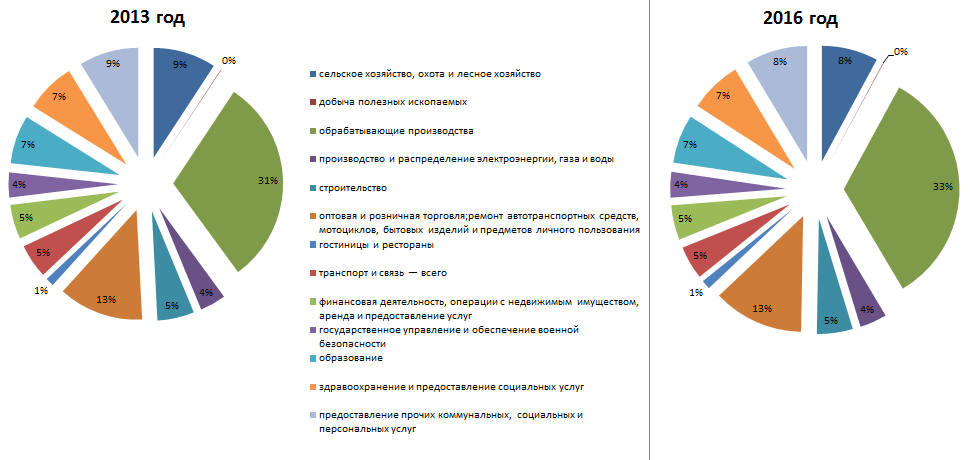 2013 год
9%
0%
31%
4%
5%
13%
1%
5%
5%
4%
7%
7%
9%
сельское хозяйство, охота и лесное хозяйство
добыча полезных ископаемых
обрабатывающие производства
производство и распределение электроэнергии, газа и воды
строительство
оптовая и розничная торговля;ремонт автотранспортных средств,
мотоциклов, бытовых изделий и предметов личного пользования
гостиницы и рестораны
транспорт и связь — всего
финансовая деятельность, операции с недвижимым имуществом,
аренда и предоставление услуг
государственное управление и обеспечение военной
безопасности
образование
здравоохранение и предоставление социальных услуг
предоставление прочих коммунальных, социальных и
персональных услуг
2016 год
8%
0%
33%
4%
5%
13%
1%
5%
5%
4%
7%
7%
8%